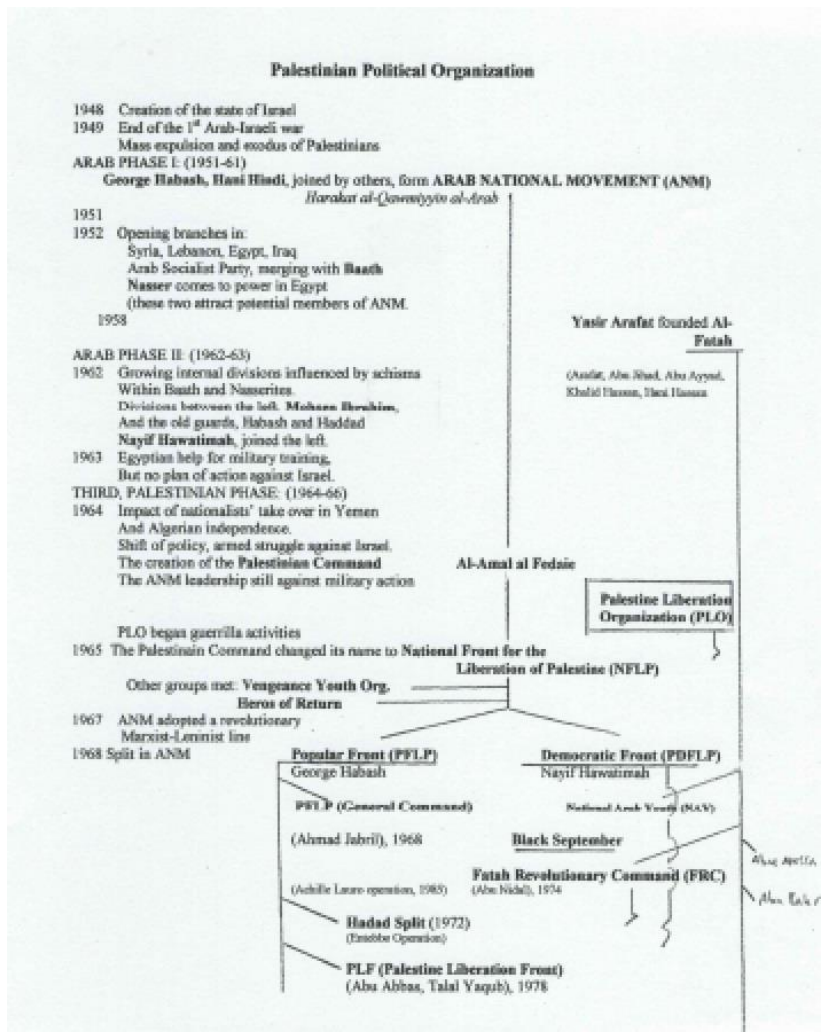 Palestinian Political Organization
1948 Creation of the state of Israel
1949 End of the 1st Arab-Israeli war
Mass expulsion and exodus of Palestinians
ARAB PHASE I: (1951-61)
George Habash, Hani Hindi, joined by others, form ARAB NATIONAL MOVEMENT (ANM)
Harakat al-Qawmiyyin al-Arab
1951
1952 Opening branches in:
Syria, Lebanon, Egypt, Iraq
Arab Socialist Party, merging with Baath
Nasser comes to power in Egypt
(these two attract potential members of ANM.
1958
Yasir Arafat founded Al-
Fatah
(Arafat, Abu Jihad, Abu Ayyad,
Khalid Hassan, Hani Hassan
ARAB PHASE II: (1962-63)
1962 Growing internal divisions influenced by schisms
Within Baath and Nasserites.
Divisions between the left. Mohsen Ibrahim,
And the old guards, Habash and Haddad
Nayif Hawatimah, joined the left.
1963 Egyptian help for military training,
But no plan of action against Israel.
THIRD, PALESTINIAN PHASE: (1964-66)
1964 Impact of nationalists' take over in Yemen
And Algerian independence.
Shift of policy, armed struggle against Israel.
The creation of the Palestinian Command
The ANM leadership still against military action
Al-Amal al Fedaie
Palestine Liberation
Organization (PLO)
PLO began guerrilla activities
1965 The Palestinain Command changed its name to National Front for the
Liberation of Palestine (NFLP)
Other groups met: Vengeance Youth Org.
Heros of Return
1967 ANM adopted a revolutionary
Marxist-Leninist line
1968 Split in ANM
Popular Front (PFLP)
George Habash
Democratic Front (PDFLP)
Nayif Hawatimah
PFLP (General Command)
National Arab Youth (NAY)
(Ahmad Jabril), 1968
Black September
Fatah Revolutionary Command (FRC)
(Abu Nidal), 1974
(Achille Lauro operation, 1985)
Hadad Split (1972)
(Entebbe Operation)
PLF (Palestine Liberation Front)
(Abu Abbas, Talal Yaqub), 1978
Abu
Abu